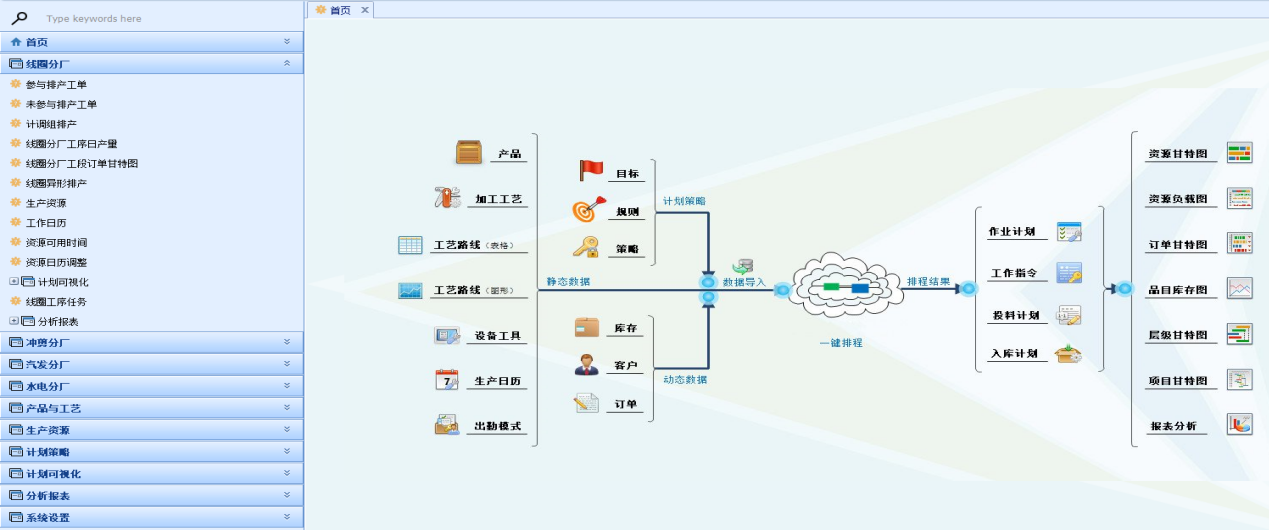 Type keywords here
首页
线圈分厂
参与排产工单
未参与排产工单
计调组排产
线圈分厂工序日产量
线圈分厂工段订单甘特图
线圈异形排产
生产资源
工作日历
资源可用时间
资源日历调整
计划可视化
线圈工序任务
分析报表
冲剪分厂
汽发分厂
水电分厂
产品与工艺
生产资源
计划策略
计划可视化
分析报表
系统设置
首页
产品
加工工艺
工艺路线（表格）
工艺路线（图形）
设备工具
生产日历
7
出勤模式
静态数据
目标
规则
策略
计划策略
库存
客户
订单
动态数据
数据导入
一键排程
排程结果
作业计划
工作指令
投料计划
入库计划
资源甘特图
资源负载图
订单甘特图
品目库存图
层级甘特图
项目甘特图
报表分析